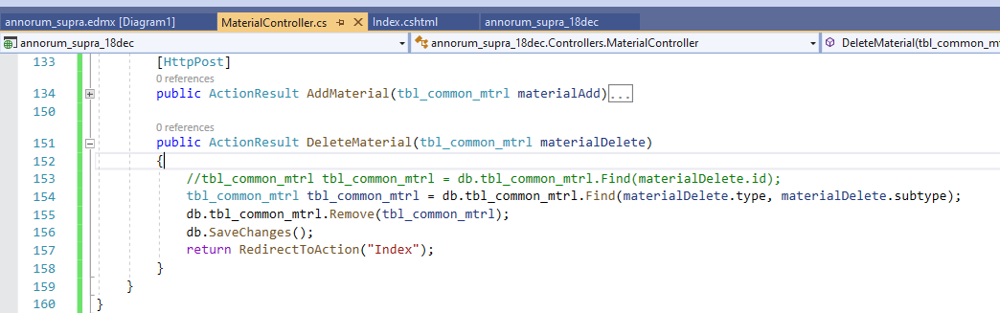 annorum_supra.edmx [Diagram1] MaterialController.cs Index.cshtml annorum_supra_18dec
annorum_supra_18dec annorum_supra_18dec.Controllers.MaterialController DeleteMaterial(tbl_common_mt
133 [HttpPost]
0 references
134 public ActionResult AddMaterial(tbl_common_mtrl materialAdd)...
150
0 references
151 public ActionResult DeleteMaterial(tbl_common_mtrl materialDelete)
152 {
153 //tbl_common_mtrl tbl_common_mtrl = db.tbl_common_mtrl.Find(materialDelete.id);
154 tbl_common_mtrl tbl_common_mtrl = db.tbl_common_mtrl.Find(materialDelete.type, materialDelete.subtype);
155 db.tbl_common_mtrl.Remove(tbl_common_mtrl);
156 db.SaveChanges();
157 return RedirectToAction("Index");
158 }
159 }
160 }